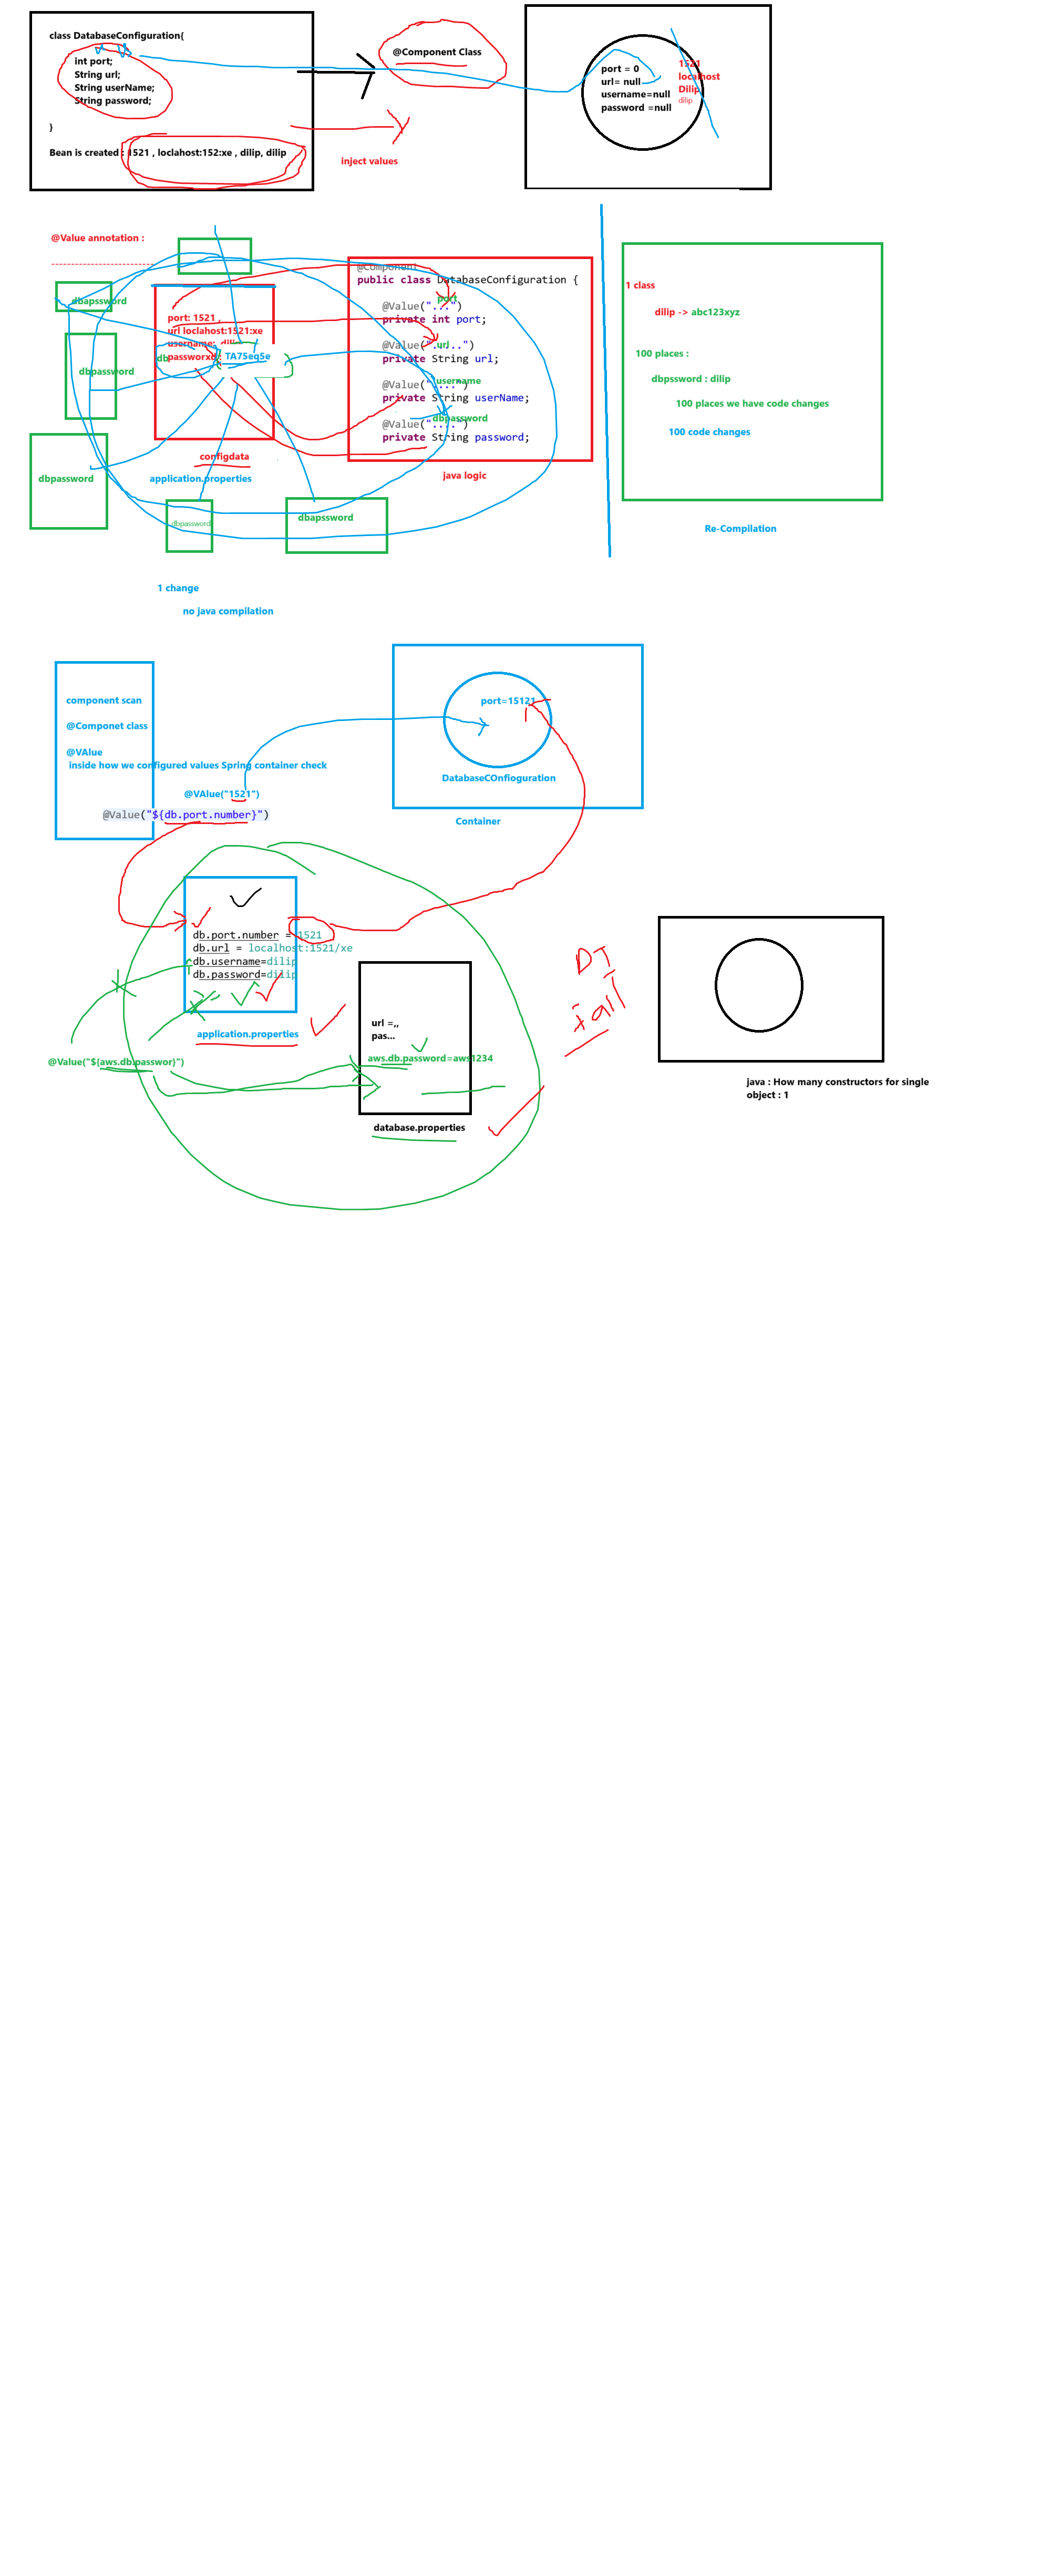 class DatabaseConfiguration{
int port;
String url;
String userName;
String password;
}
Bean is created : 1521 , loclahost:152:xe , dilip, dilip
@Component Class
inject values
port = 0
url= null
username=null
password =null
1521
localhost
Dilip
dilip
@Value annotation :
dbapssword
dbpassword
dbpassword
port: 1521 ,
url loclahost:1521:xe
username:
passworxd:
db
TA75eq5e
configdata
application.properties
dbpassword
dbapssword
@Component
public class DatabaseConfiguration {
@Value("...")
port
private int port;
@Value("....")
url
private String url;
@Value("....")
username
private String userName;
@Value("....")
dbpassword
private String password;
java logic
1 class
dilip -> abc123xyz
100 places :
dbpssword : dilip
100 places we have code changes
100 code changes
Re-Compilation
1 change
no java compilation
component scan
@Componet class
@VAlue
inside how we configured values Spring container check
@VAlue("1521")
@Value("${db.port.number}")
port=15121
DatabaseCOnfioguration
Container
db.port.number = 1521
db.url = localhost:1521/xe
db.username=dilip
db.password=dilip
application.properties
@Value("${aws.db.passwor}")
url =,,
pas...
aws.db.password=aws1234
database.properties
DI
fail
java : How many constructors for single
object : 1